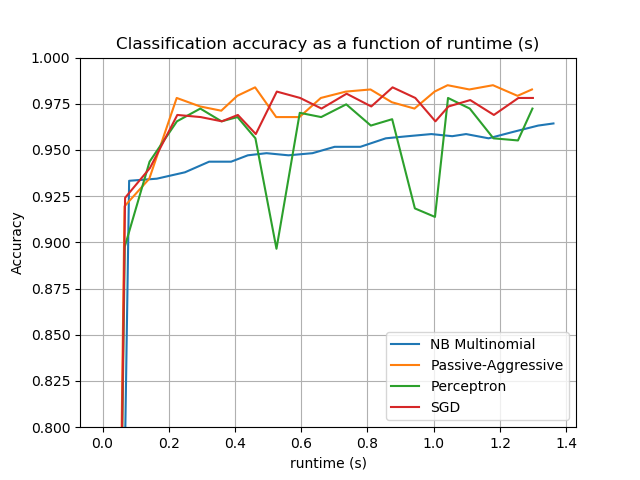 Classification accuracy as a function of runtime (s)
1.000
0.975
0.950
0.925
0.900
0.875
0.850
0.825
0.800
Accuracy
NB Multinomial
Passive-Aggressive
Perceptron
SGD
0.0 0.2 0.4 0.6 0.8 1.0 1.2 1.4
runtime (s)